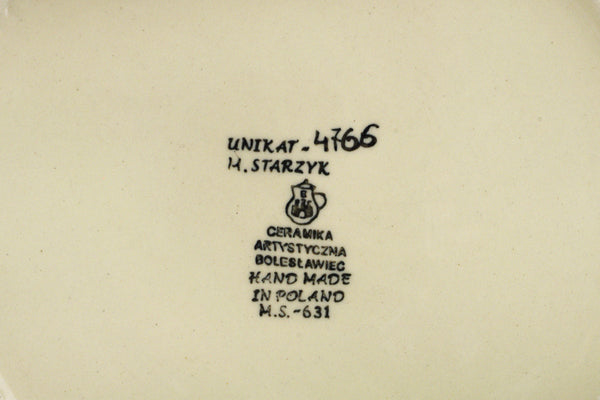 UNIKAT-4766
M.STARZYK
B
CERAMIKA
ARTYSTYCZNA
BOLESŁAWIEC
HAND MADE
IN POLAND
M.S.-631